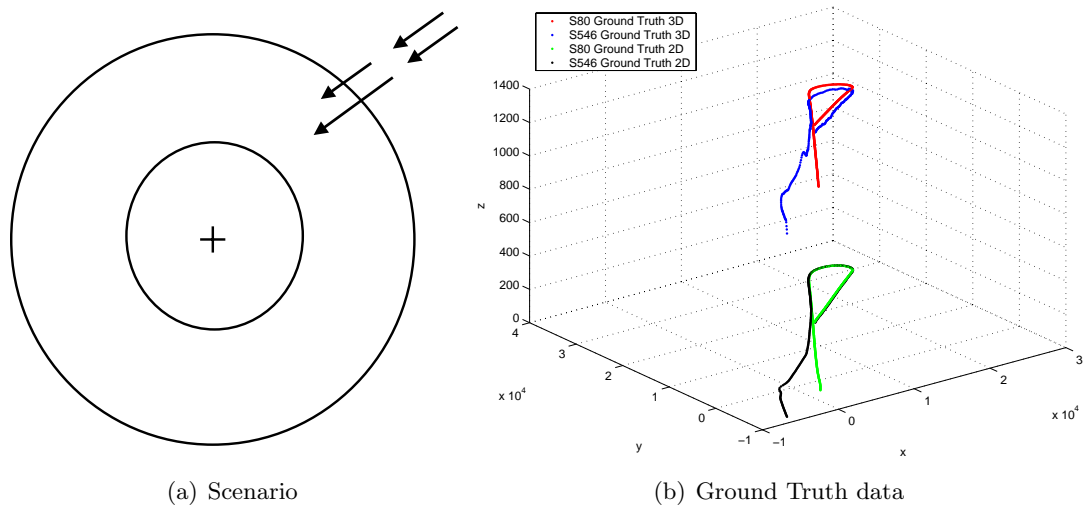 S80 Ground Truth 3D
S546 Ground Truth 3D
S80 Ground Truth 2D
S546 Ground Truth 2D
1400
1200
1000
800
600
400
200
0
z
4
3
2
1
0
−1
x 10^4
y
−1
0
1
2
3
x 10^4
x
(a) Scenario
(b) Ground Truth data